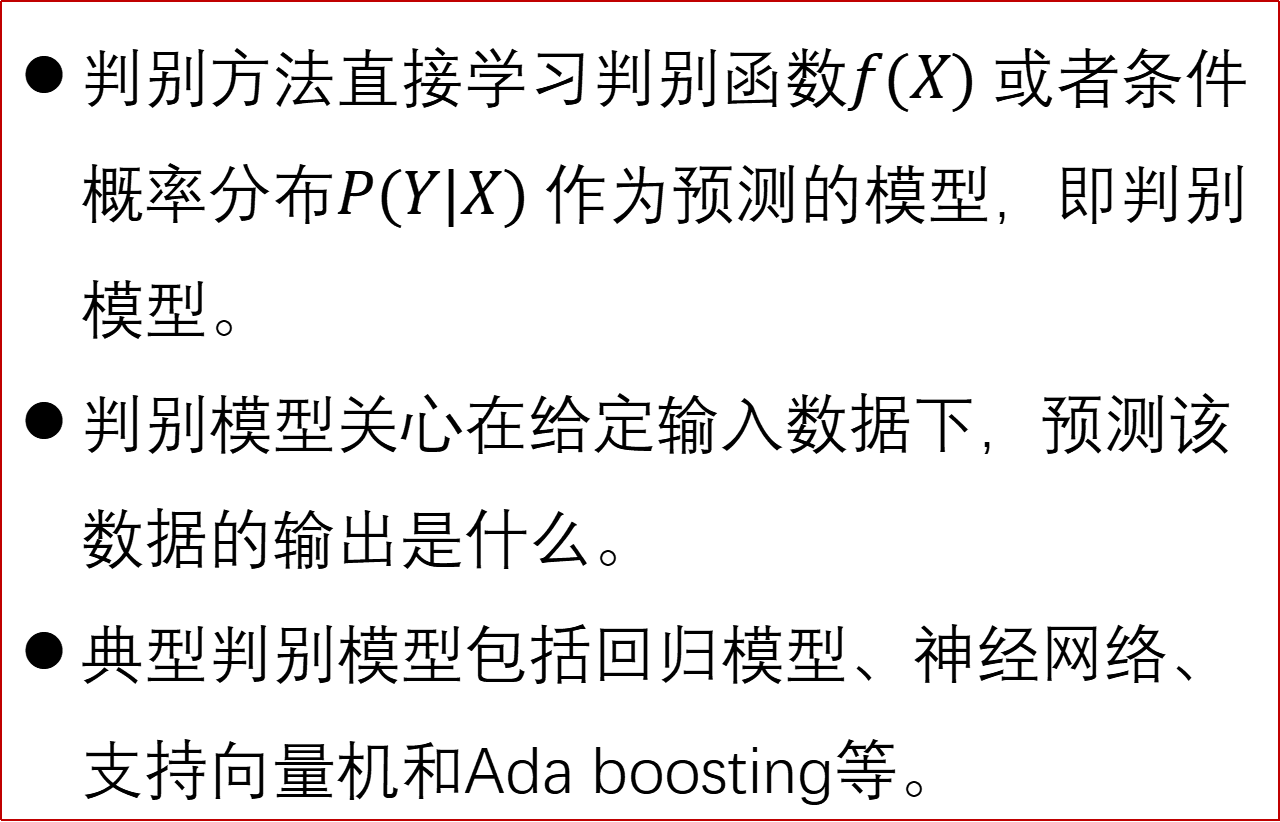 ● 判别方法直接学习判别函数f(X) 或者条件
概率分布P(Y|X) 作为预测的模型，即判别
模型。
● 判别模型关心在给定输入数据下，预测该
数据的输出是什么。
● 典型判别模型包括回归模型、神经网络、
支持向量机和Ada boosting等。